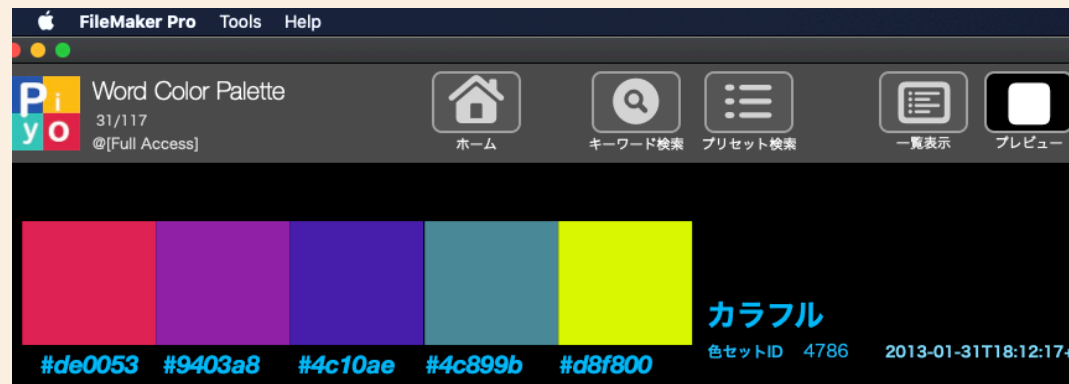 FileMaker Pro Tools Help
Pi
yo
Word Color Palette
31/117
@[Full Access]
ホーム
キーワード検索
プリセット検索
一覧表示
プレビュー
カラフル
色セットID 4786 2013-01-31T18:12:17+
#de0053 #9403a8 #4c10ae #4c899b #d8f800